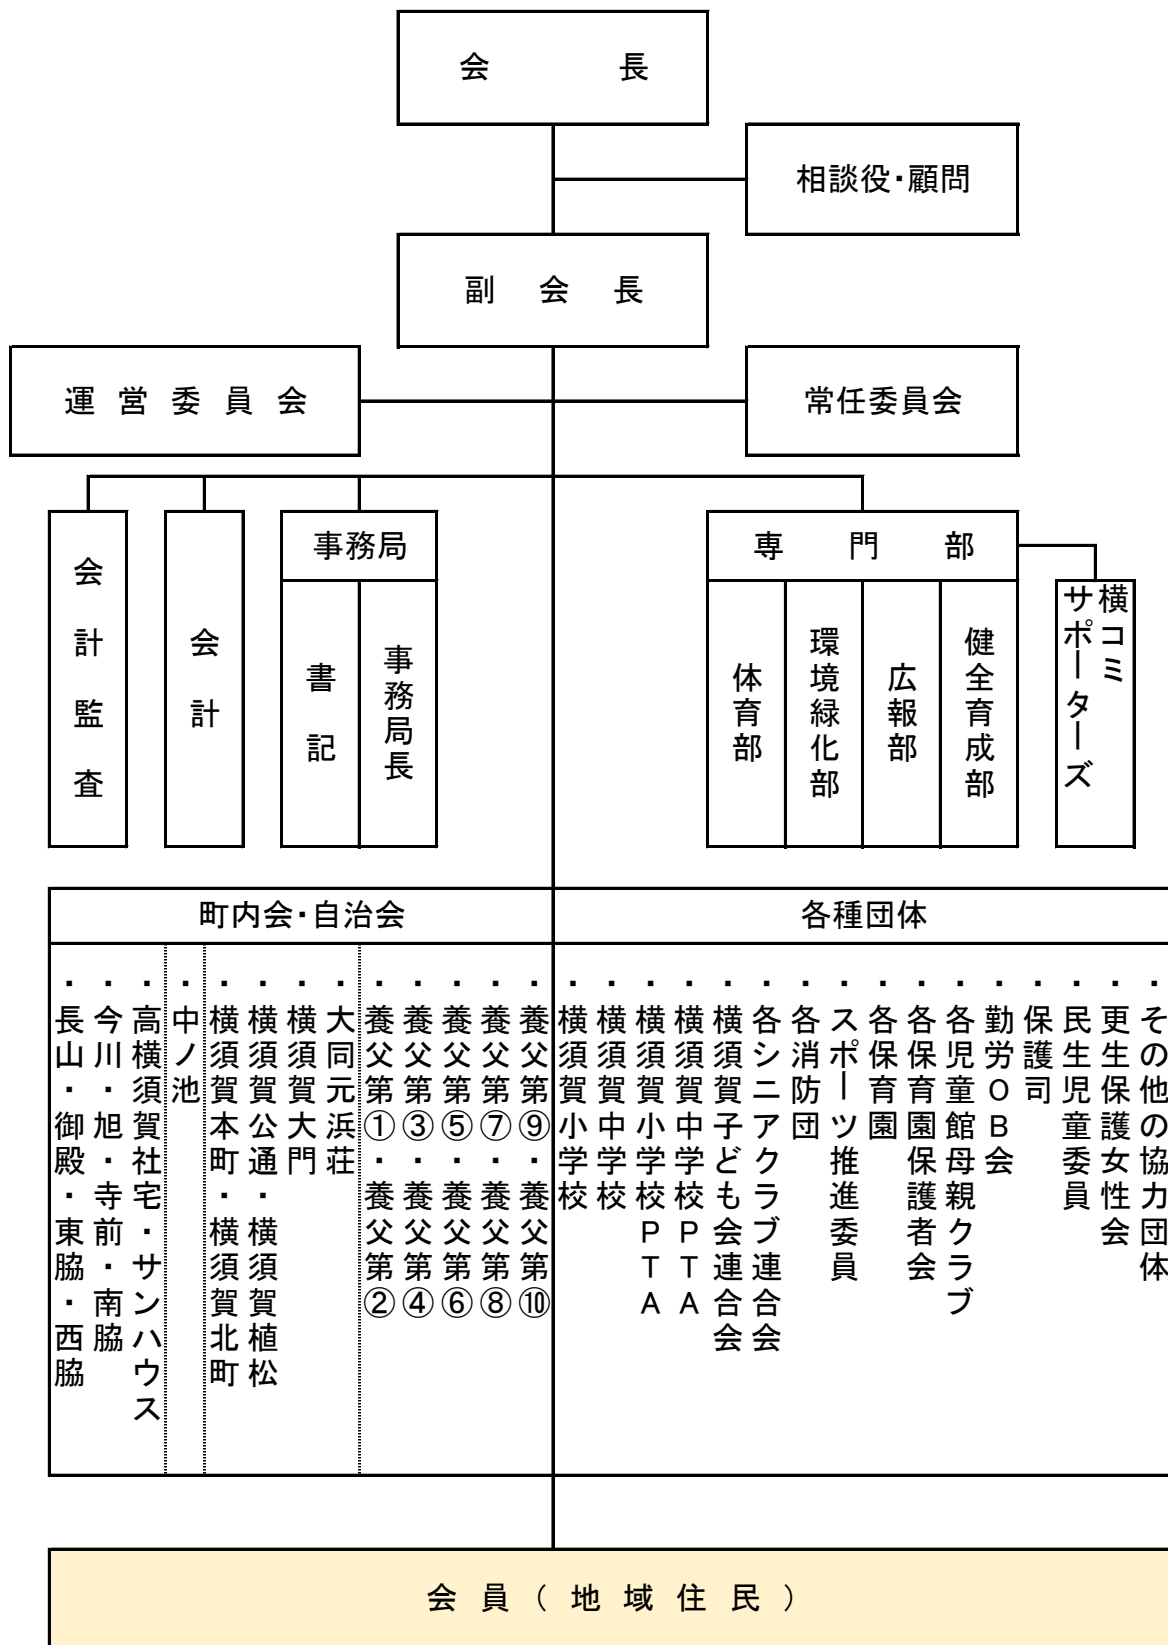 会長
相談役・顧問
副会長
運営委員会
常任委員会
会計監査
会計
事務局
事務局長
書記
専門部
健全育成部
広報部
環境緑化部
体育部
横コミ
サポーターズ
町内会・自治会
・養父第⑨・養父第⑩
・養父第⑦・養父第⑧
・養父第⑤・養父第⑥
・養父第③・養父第④
・養父第①・養父第②
・大同元浜荘
・横須賀大門
・横須賀公通・横須賀植松
・横須賀本町・横須賀北町
・中ノ池
・高横須賀社宅・サンハウス
・今川・旭・寺前・南脇
・長山・御殿・東脇・西脇
各種団体
・その他の協力団体
・更生保護女性会
・民生児童委員
・保護司
・勤労OB会
・各児童館母親クラブ
・各保育園保護者会
・各保育園
・スポーツ推進委員
・各消防団
・各シニアクラブ連合会
・横須賀子ども会連合会
・横須賀中学校PTA
・横須賀小学校PTA
・横須賀中学校
・横須賀小学校
会員(地域住民)